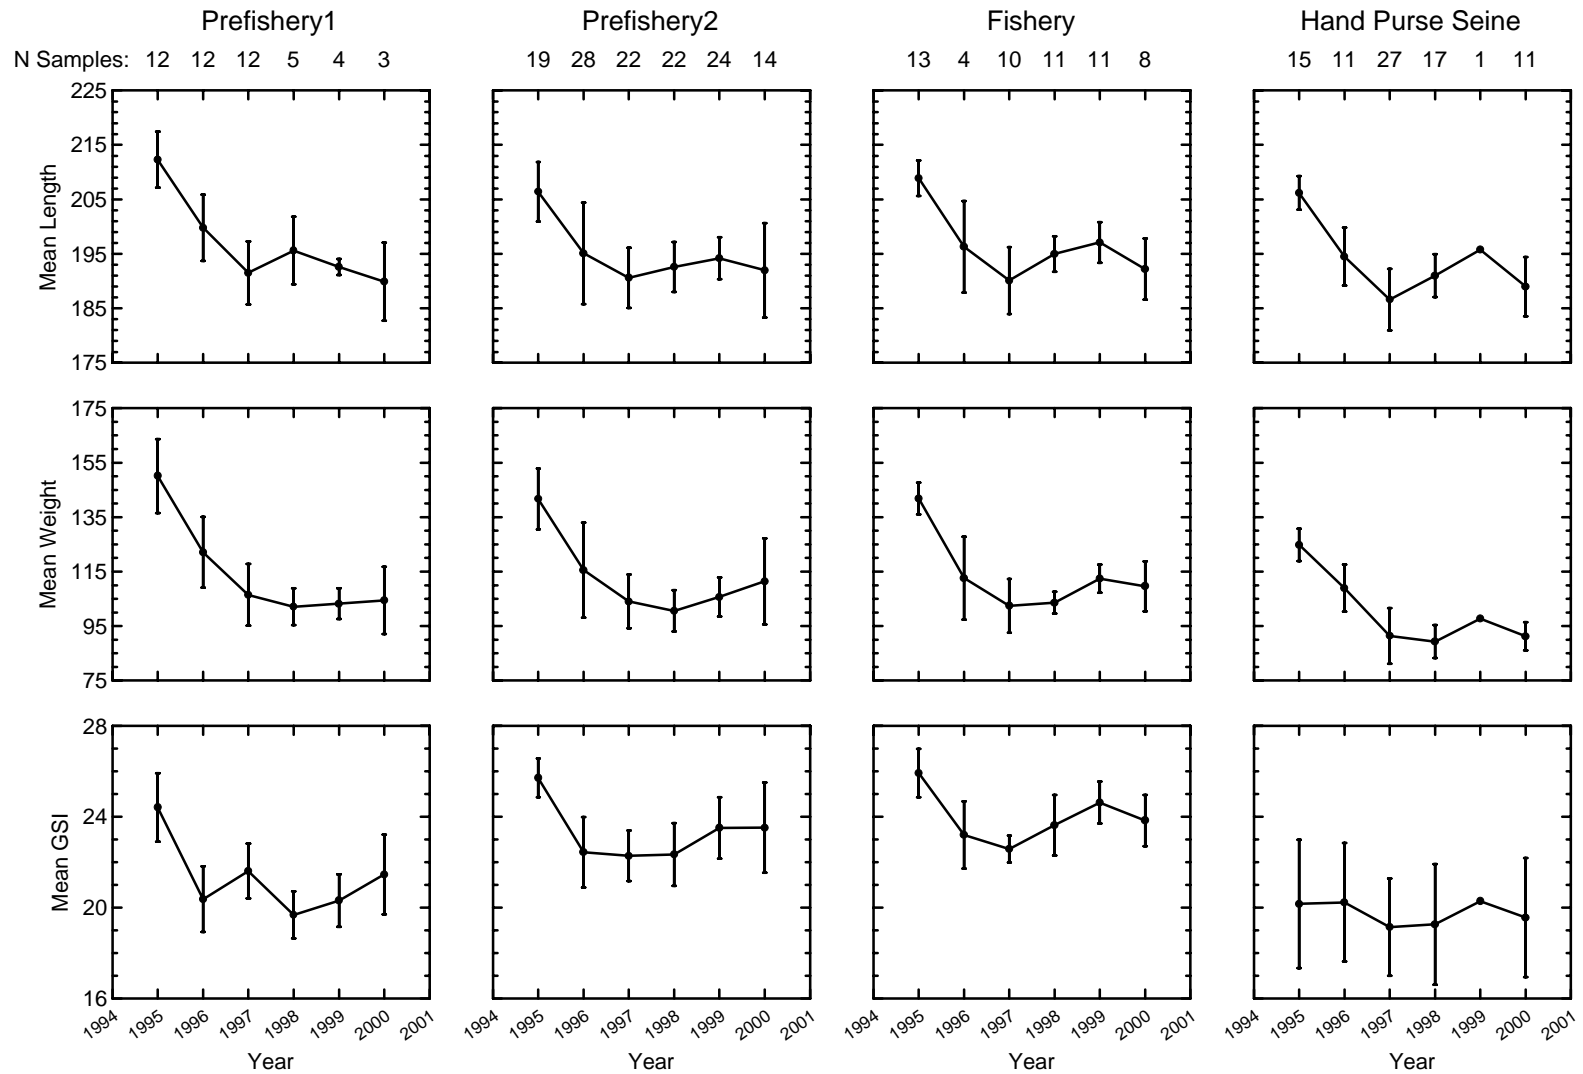 Prefishery1 Prefishery2 Fishery Hand Purse Seine
N Samples: 12 12 12 5 4 3 19 28 22 22 24 14 13 4 10 11 11 8 15 11 27 17 1 11
225
215
205
195
185
175
Mean Length
175
155
135
115
95
75
Mean Weight
28
24
20
16
Mean GSI
1994 1995 1996 1997 1998 1999 2000 2001 1994 1995 1996 1997 1998 1999 2000 2001 1994 1995 1996 1997 1998 1999 2000 2001 1994 1995 1996 1997 1998 1999 2000 2001
Year Year Year Year